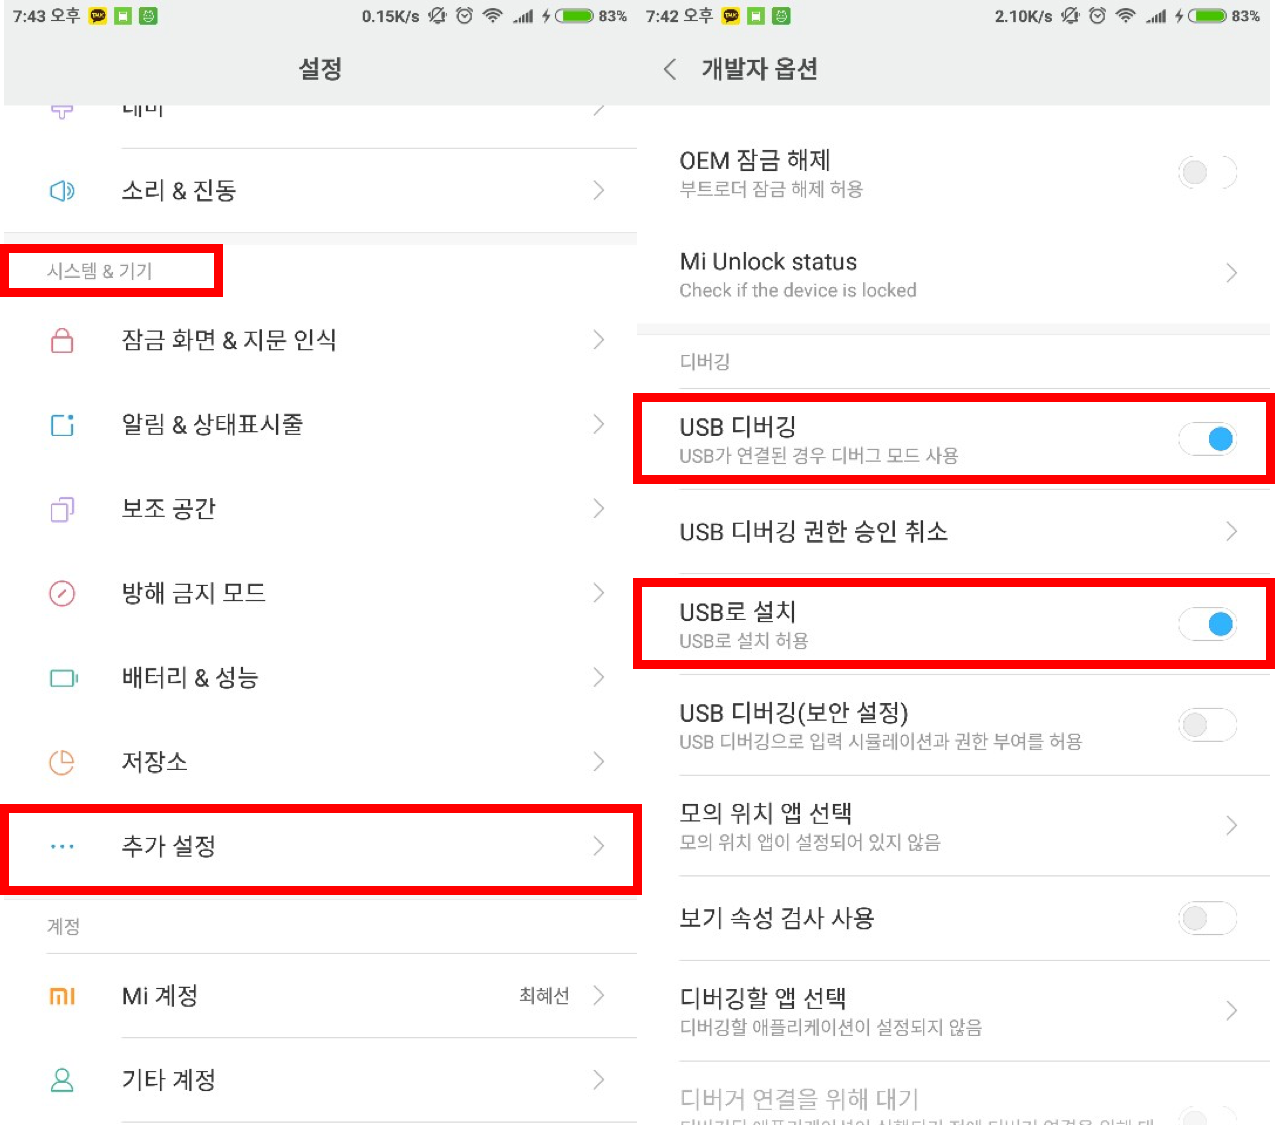 7:43 오후
0.15K/s
83%
설정
테마
소리 & 진동
시스템 & 기기
잠금 화면 & 지문 인식
알림 & 상태표시줄
보조 공간
방해 금지 모드
배터리 & 성능
저장소
추가 설정
계정
Mi 계정
최혜선
기타 계정
7:42 오후
2.10K/s
83%
개발자 옵션
OEM 잠금 해제
부트로더 잠금 해제 허용
Mi Unlock status
Check if the device is locked
디버깅
USB 디버깅
USB가 연결된 경우 디버그 모드 사용
USB 디버깅 권한 승인 취소
USB로 설치
USB로 설치 허용
USB 디버깅(보안 설정)
USB 디버깅으로 입력 시뮬레이션과 권한 부여를 허용
모의 위치 앱 선택
모의 위치 앱이 설정되어 있지 않음
보기 속성 검사 사용
디버깅할 앱 선택
디버깅할 애플리케이션이 설정되지 않음
디버거 연결을 위해 대기